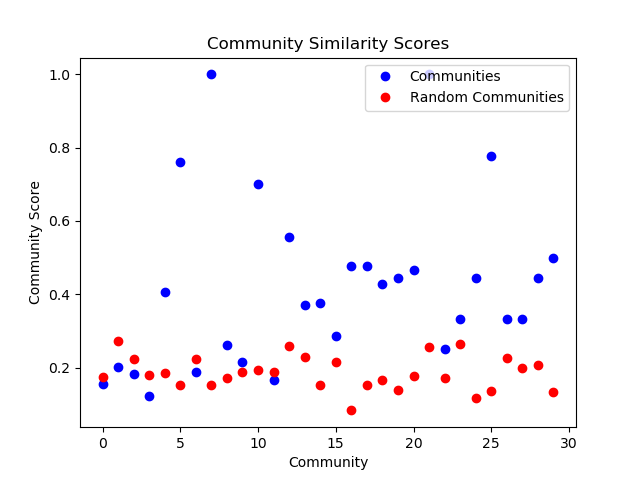 Community Similarity Scores
Communities
Random Communities
Community Score
1.0
0.8
0.6
0.4
0.2
0 5 10 15 20 25 30
Community